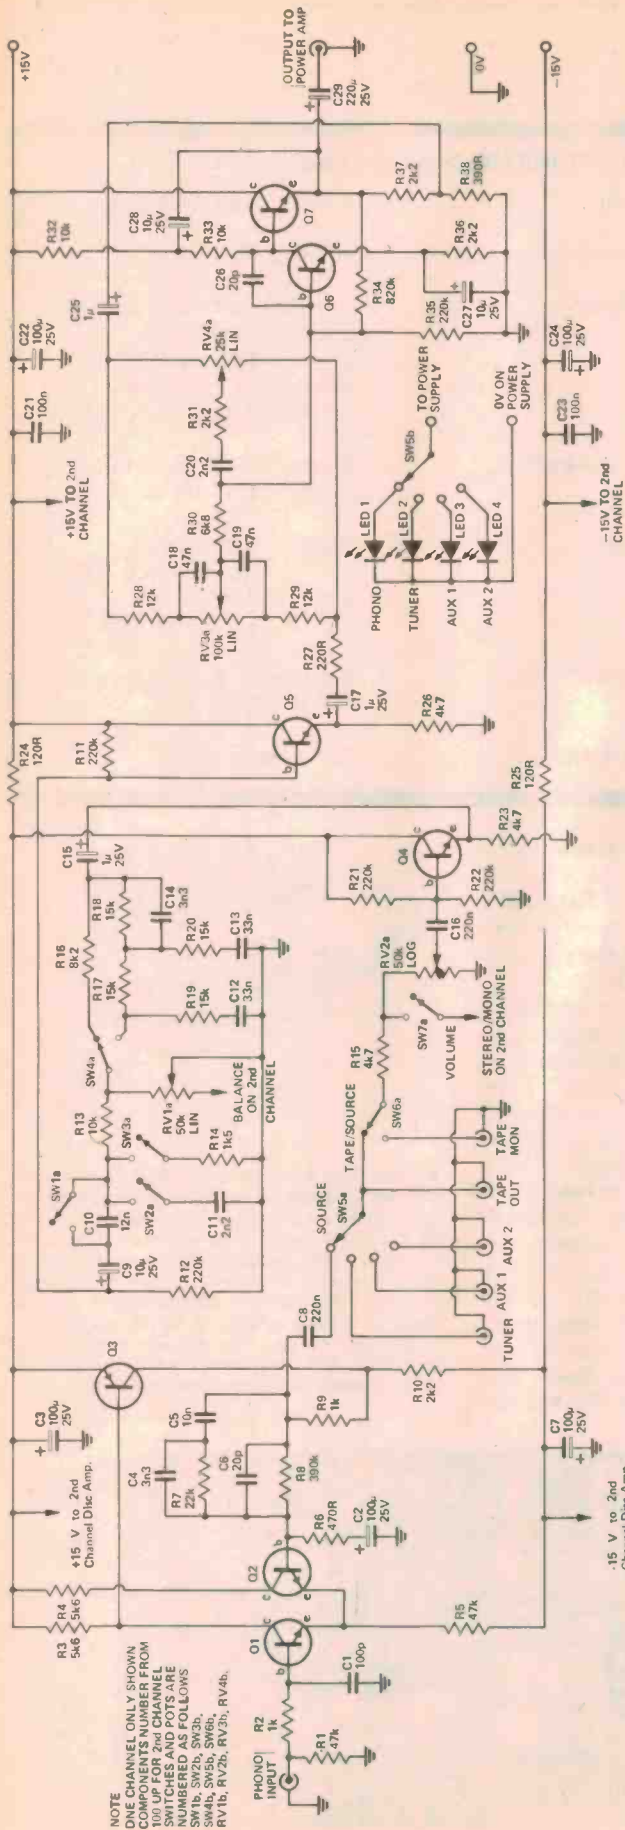 NOTE
ONE CHANNEL ONLY SHOWN
COMPONENTS NUMBER FROM
100 UP FOR 2nd CHANNEL
SWITCHES AND POTS ARE
NUMBERED AS FOLLOWS
SW1b, SW2b, SW3b,
SW4b, SW5b, SW6b,
RV1b, RV2b, RV3b, RV4b.
PHONO
INPUT
R1
47k
R2
1k
C1
100p
R3
5k6
R4
5k6
Q1
b
c
e
Q2
b
c
e
R5
47k
+15 V to 2nd
Channel Disc Amp.
C3
100µ
25V
+
R6
470R
C2
100µ
25V
+
C4
3n3
R7
22k
C5
10n
C6
20p
R8
390k
R9
1k
Q3
R10
2k2
C7
100µ
25V
+
-15 V to 2nd
C8
220n
SOURCE
SW5a
TUNER
AUX 1
AUX 2
TAPE
OUT
TAPE
MON
TAPE/SOURCE
SW6a
R15
4k7
SW7a
VOLUME
STEREO/MONO
ON 2nd CHANNEL
RV2a
50k
LOG
C16
220n
R21
220k
R22
220k
Q4
b
c
e
R23
4k7
SW1a
C9
10µ
25V
+
C10
12n
R12
220k
SW2a
C11
2n2
SW3a
R14
1k5
R13
10k
RV1a
50k
LIN
BALANCE
ON 2nd
CHANNEL
SW4a
R16
8k2
R17
15k
R18
15k
C14
3n3
R19
15k
C12
33n
R20
15k
C13
33n
C15
1µ
25V
+
R24
120R
R11
220k
R25
120R
Q5
b
c
e
R26
4k7
C17
1µ
25V
+
R27
220R
R28
12k
RV3a
100k
LIN
R29
12k
C18
47n
C19
47n
R30
6k8
C20
2n2
R31
2k2
RV4a
25k
LIN
+15V TO 2nd
CHANNEL
C21
100n
C22
100µ
25V
+
C25
1µ
+
R32
10k
C28
10µ
25V
+
R33
10k
C26
20p
Q7
b
c
e
Q6
b
c
e
R34
820k
R35
220k
C27
10µ
25V
+
R36
2k2
R37
2k2
R38
390R
C29
220µ
25V
+
OUTPUT TO
POWER AMP
+15V
0V
-15V
PHONO
TUNER
AUX 1
AUX 2
LED 1
LED 2
LED 3
LED 4
SW5b
TO POWER
SUPPLY
0V ON
POWER
SUPPLY
-15V TO 2nd
CHANNEL
C23
100n
C24
100µ
25V
+